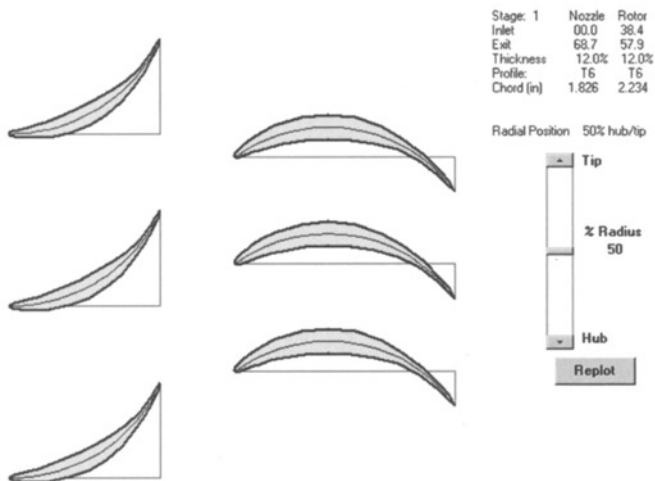 Stage: 1 Nozzle Rotor
Inlet 00.0 38.4
Exit 68.7 57.9
Thickness 12.0% 12.0%
Profile: T6 T6
Chord (in) 1.826 2.234
Radial Position 50% hub/tip
Tip
% Radius
50
Hub
Replot